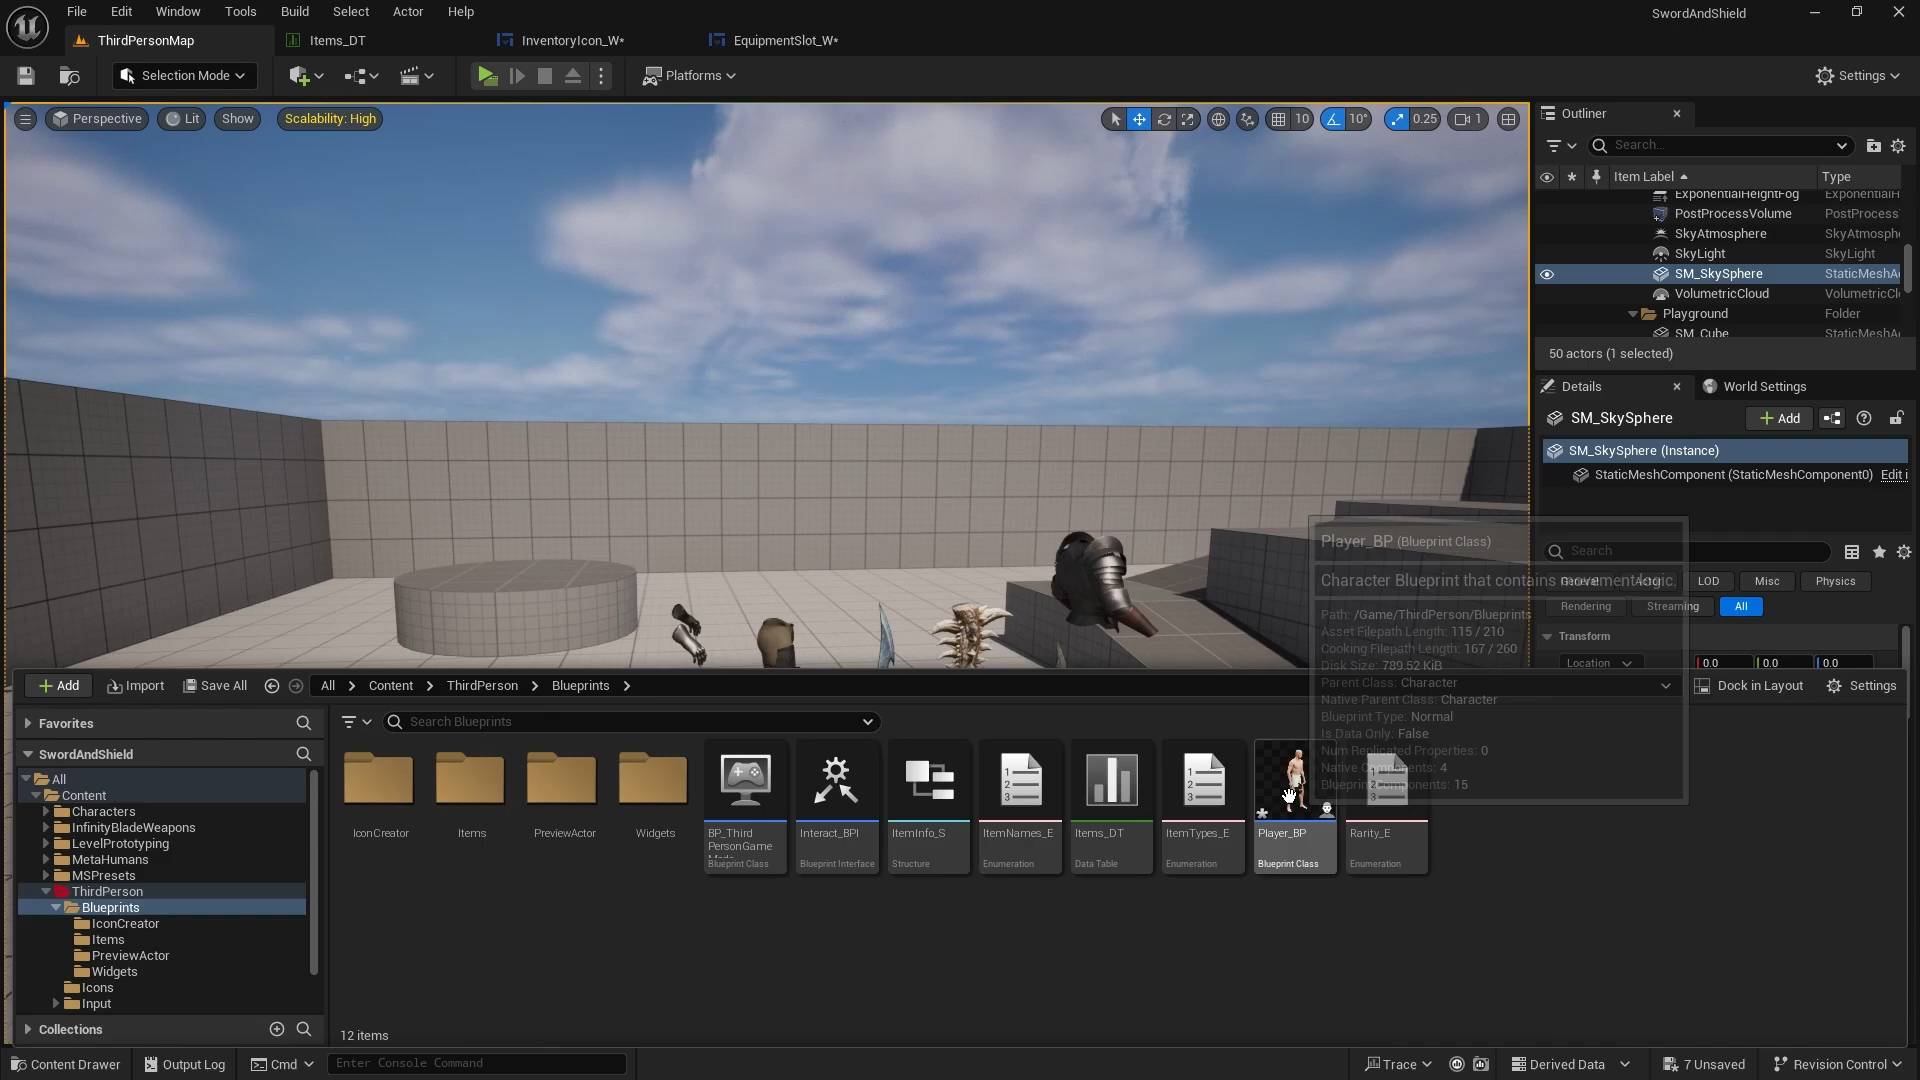 File Edit Window Tools Build Select Actor Help SwordAndShield
ThirdPersonMap Items_DT InventoryIcon_W* EquipmentSlot_W*
Selection Mode Platforms Settings
Perspective Lit Show Scalability: High 10 10° 0.25 1
Outliner
Search...
Item Label Type
ExponentialHeightFog ExponentialH
PostProcessVolume PostProcess
SkyAtmosphere SkyAtmosph
SkyLight SkyLight
SM_SkySphere StaticMeshA
VolumetricCloud VolumetricCl
Playground Folder
SM_Cube StaticMeshA
50 actors (1 selected)
Details World Settings
SM_SkySphere Add
SM_SkySphere (Instance)
StaticMeshComponent (StaticMeshComponent0) Edit i
Search
General Actor LOD Misc Physics
Rendering Streaming All
Transform
Location 0.0 0.0 0.0
Player_BP (Blueprint Class)
Character Blueprint that contains movement logic.
Path: /Game/ThirdPerson/Blueprints
Asset Filepath Length: 115 / 210
Cooking Filepath Length: 167 / 260
Disk Size: 789.52 KiB
Parent Class: Character
Native Parent Class: Character
Blueprint Type: Normal
Is Data Only: False
Num Replicated Properties: 0
Native Components: 4
Blueprint Components: 15
Add Import Save All All Content ThirdPerson Blueprints Dock in Layout Settings
Favorites
SwordAndShield
All
Content
Characters
InfinityBladeWeapons
LevelPrototyping
MetaHumans
MSPresets
ThirdPerson
Blueprints
IconCreator
Items
PreviewActor
Widgets
Icons
Input
Collections
Search Blueprints
IconCreator Items PreviewActor Widgets
BP_Third
PersonGame
Blueprint Class
Interact_BPI
Blueprint Interface
ItemInfo_S
Structure
ItemNames_E
Enumeration
Items_DT
Data Table
ItemTypes_E
Enumeration
Player_BP
Blueprint Class
Rarity_E
Enumeration
12 items
Content Drawer Output Log Cmd Enter Console Command Trace Derived Data 7 Unsaved Revision Control